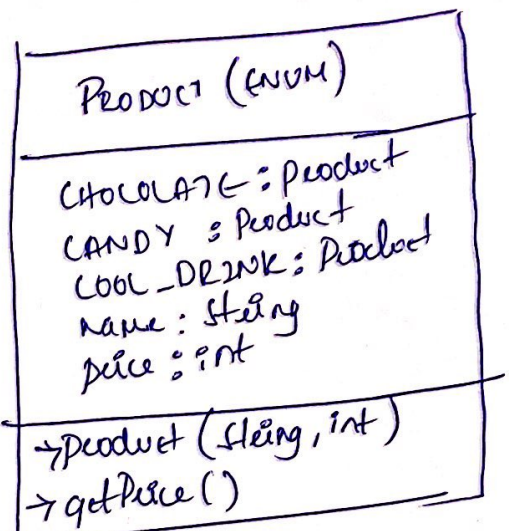 PRODUCT (ENUM)
CHOCOLATE : Product
CANDY : Product
COOL_DRINK : Product
name : String
price : int
→ Product (String, int)
→ getPrice()